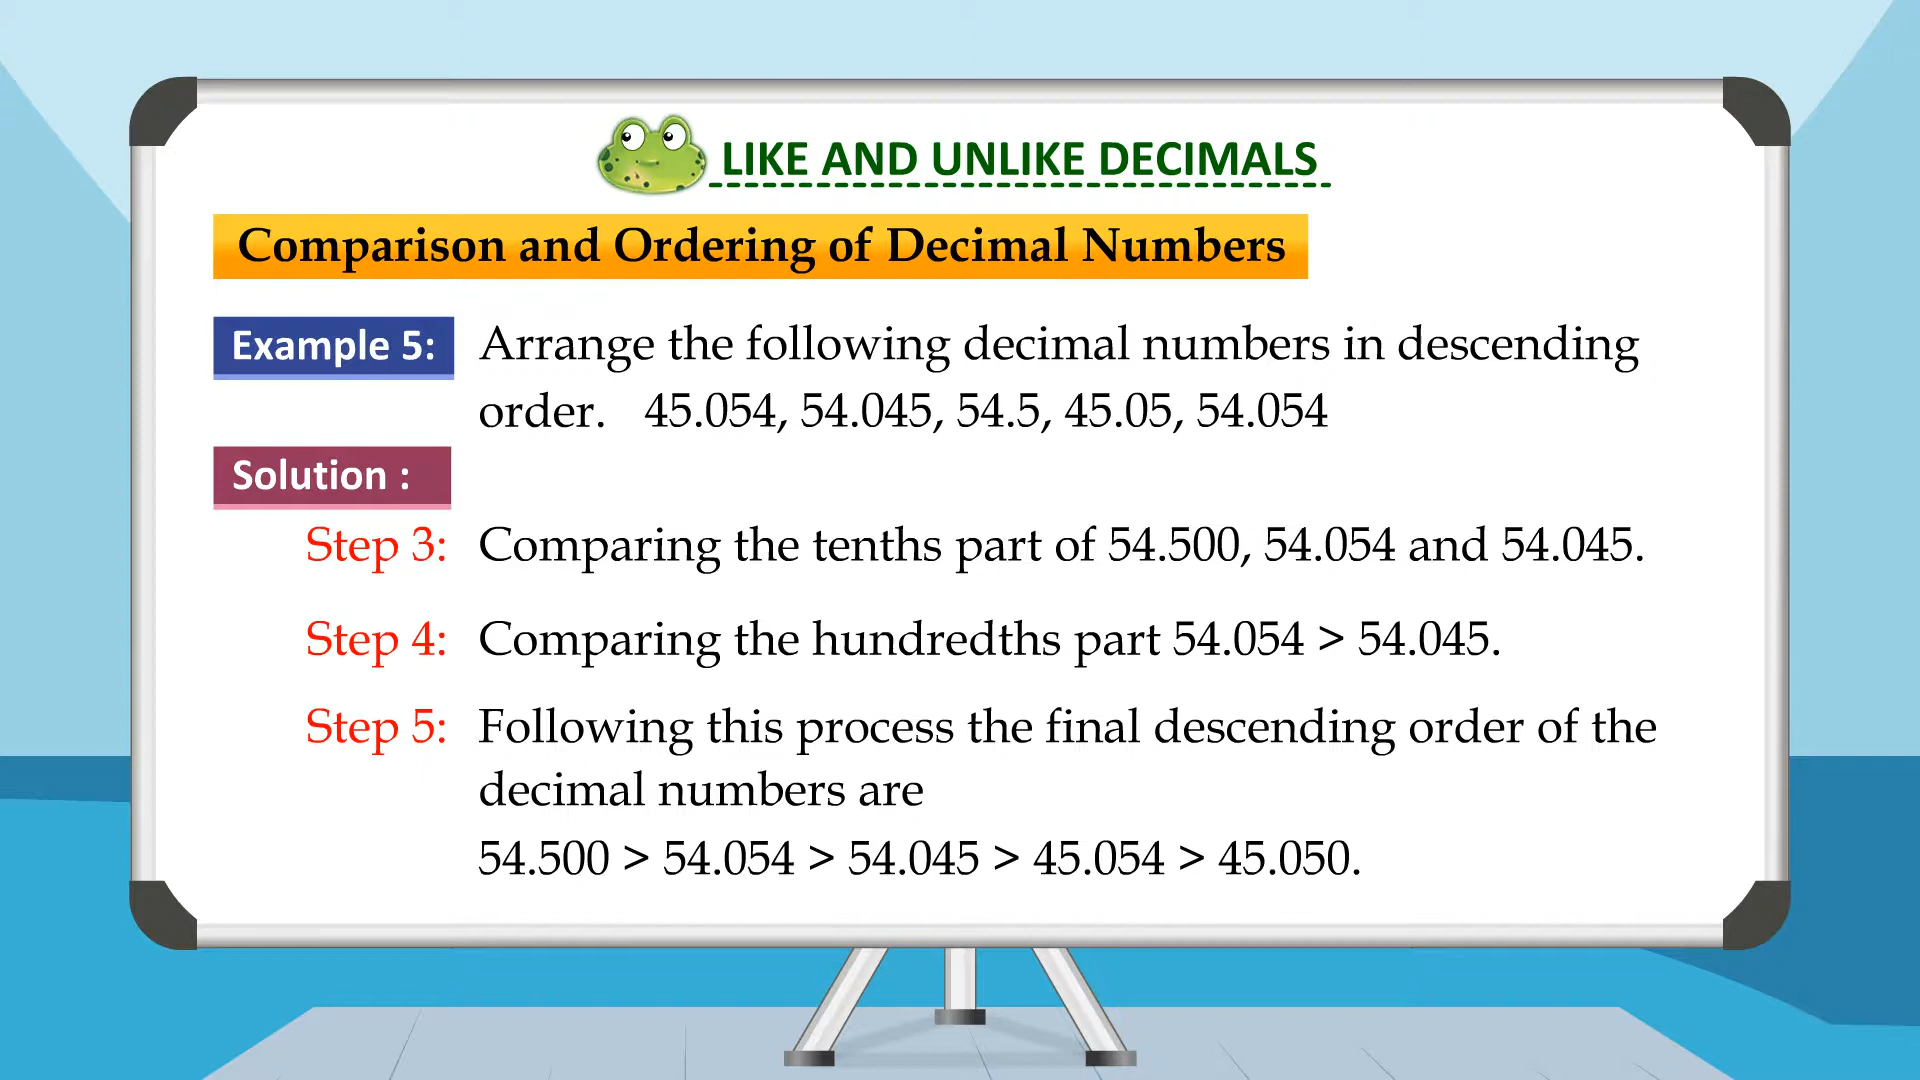 LIKE AND UNLIKE DECIMALS
Comparison and Ordering of Decimal Numbers
Example 5: Arrange the following decimal numbers in descending
order. 45.054, 54.045, 54.5, 45.05, 54.054
Solution :
Step 3: Comparing the tenths part of 54.500, 54.054 and 54.045.
Step 4: Comparing the hundredths part 54.054 > 54.045.
Step 5: Following this process the final descending order of the
decimal numbers are
54.500 > 54.054 > 54.045 > 45.054 > 45.050.